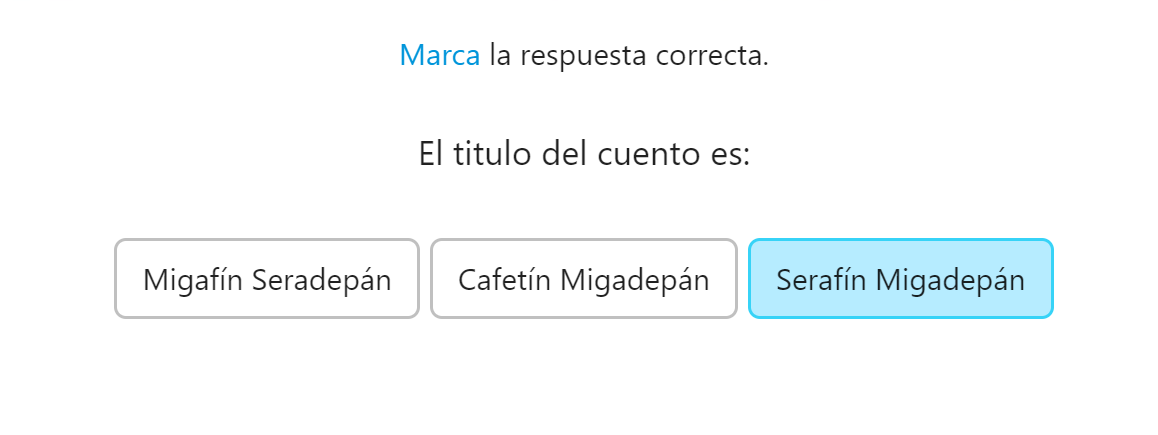 Marca la respuesta correcta.
El titulo del cuento es:
Migafín Seradepán
Cafetín Migadepán
Serafín Migadepán